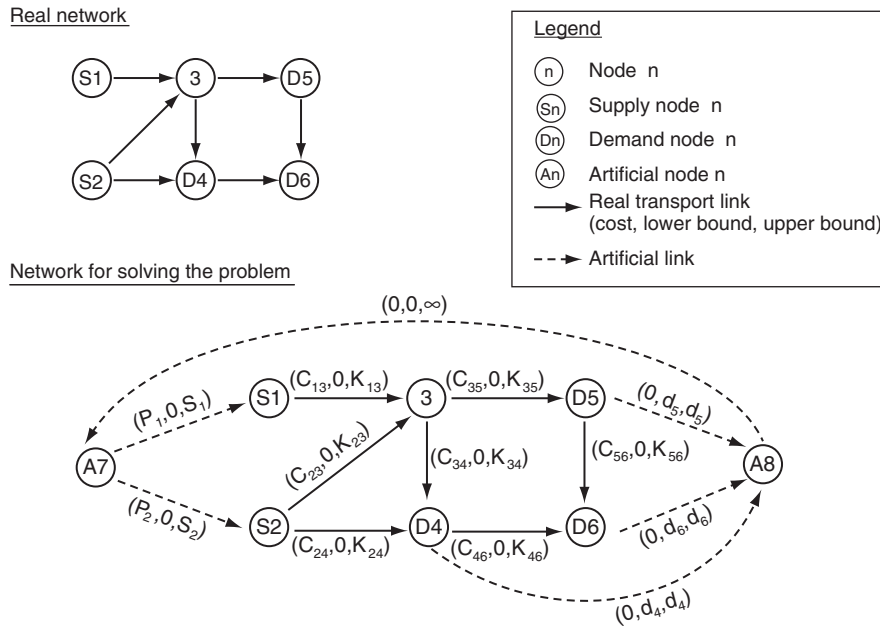 Real network
S1
3
D5
S2
D4
D6
Legend
n Node n
Sn Supply node n
Dn Demand node n
An Artificial node n
Real transport link
(cost, lower bound, upper bound)
Artificial link
Network for solving the problem
(0,0,∞)
(P₁,0,S₁)
S1
(C₁₃,0,K₁₃)
3
(C₃₅,0,K₃₅)
D5
(0,d₅,d₅)
A7
(C₂₃,0,K₂₃)
(C₃₄,0,K₃₄)
(C₅₆,0,K₅₆)
A8
(P₂,0,S₂)
S2
(C₂₄,0,K₂₄)
D4
(C₄₆,0,K₄₆)
D6
(0,d₆,d₆)
(0,d₄,d₄)